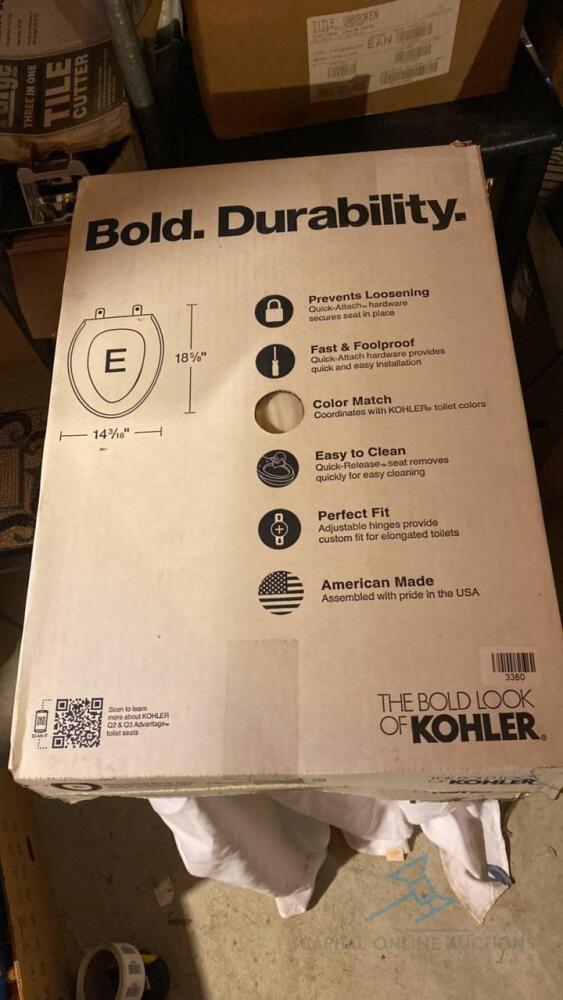 THREE IN ONE
TILE
CUTTER
TITLE: UNBROKEN
EAN
Bold. Durability.
E
18⅝"
14³⁄₁₆"
Prevents Loosening
Quick-Attach™ hardware
secures seat in place
Fast & Foolproof
Quick-Attach hardware provides
quick and easy installation
Color Match
Coordinates with KOHLER® toilet colors
Easy to Clean
Quick-Release™ seat removes
quickly for easy cleaning
Perfect Fit
Adjustable hinges provide
custom fit for elongated toilets
American Made
Assembled with pride in the USA
3380
SCAN IT
Scan to learn
more about KOHLER
Q2 & Q3 Advantage™
toilet seats
THE BOLD LOOK
OF KOHLER®
KOHLER
CAPITAL ONLINE AUCTIONS